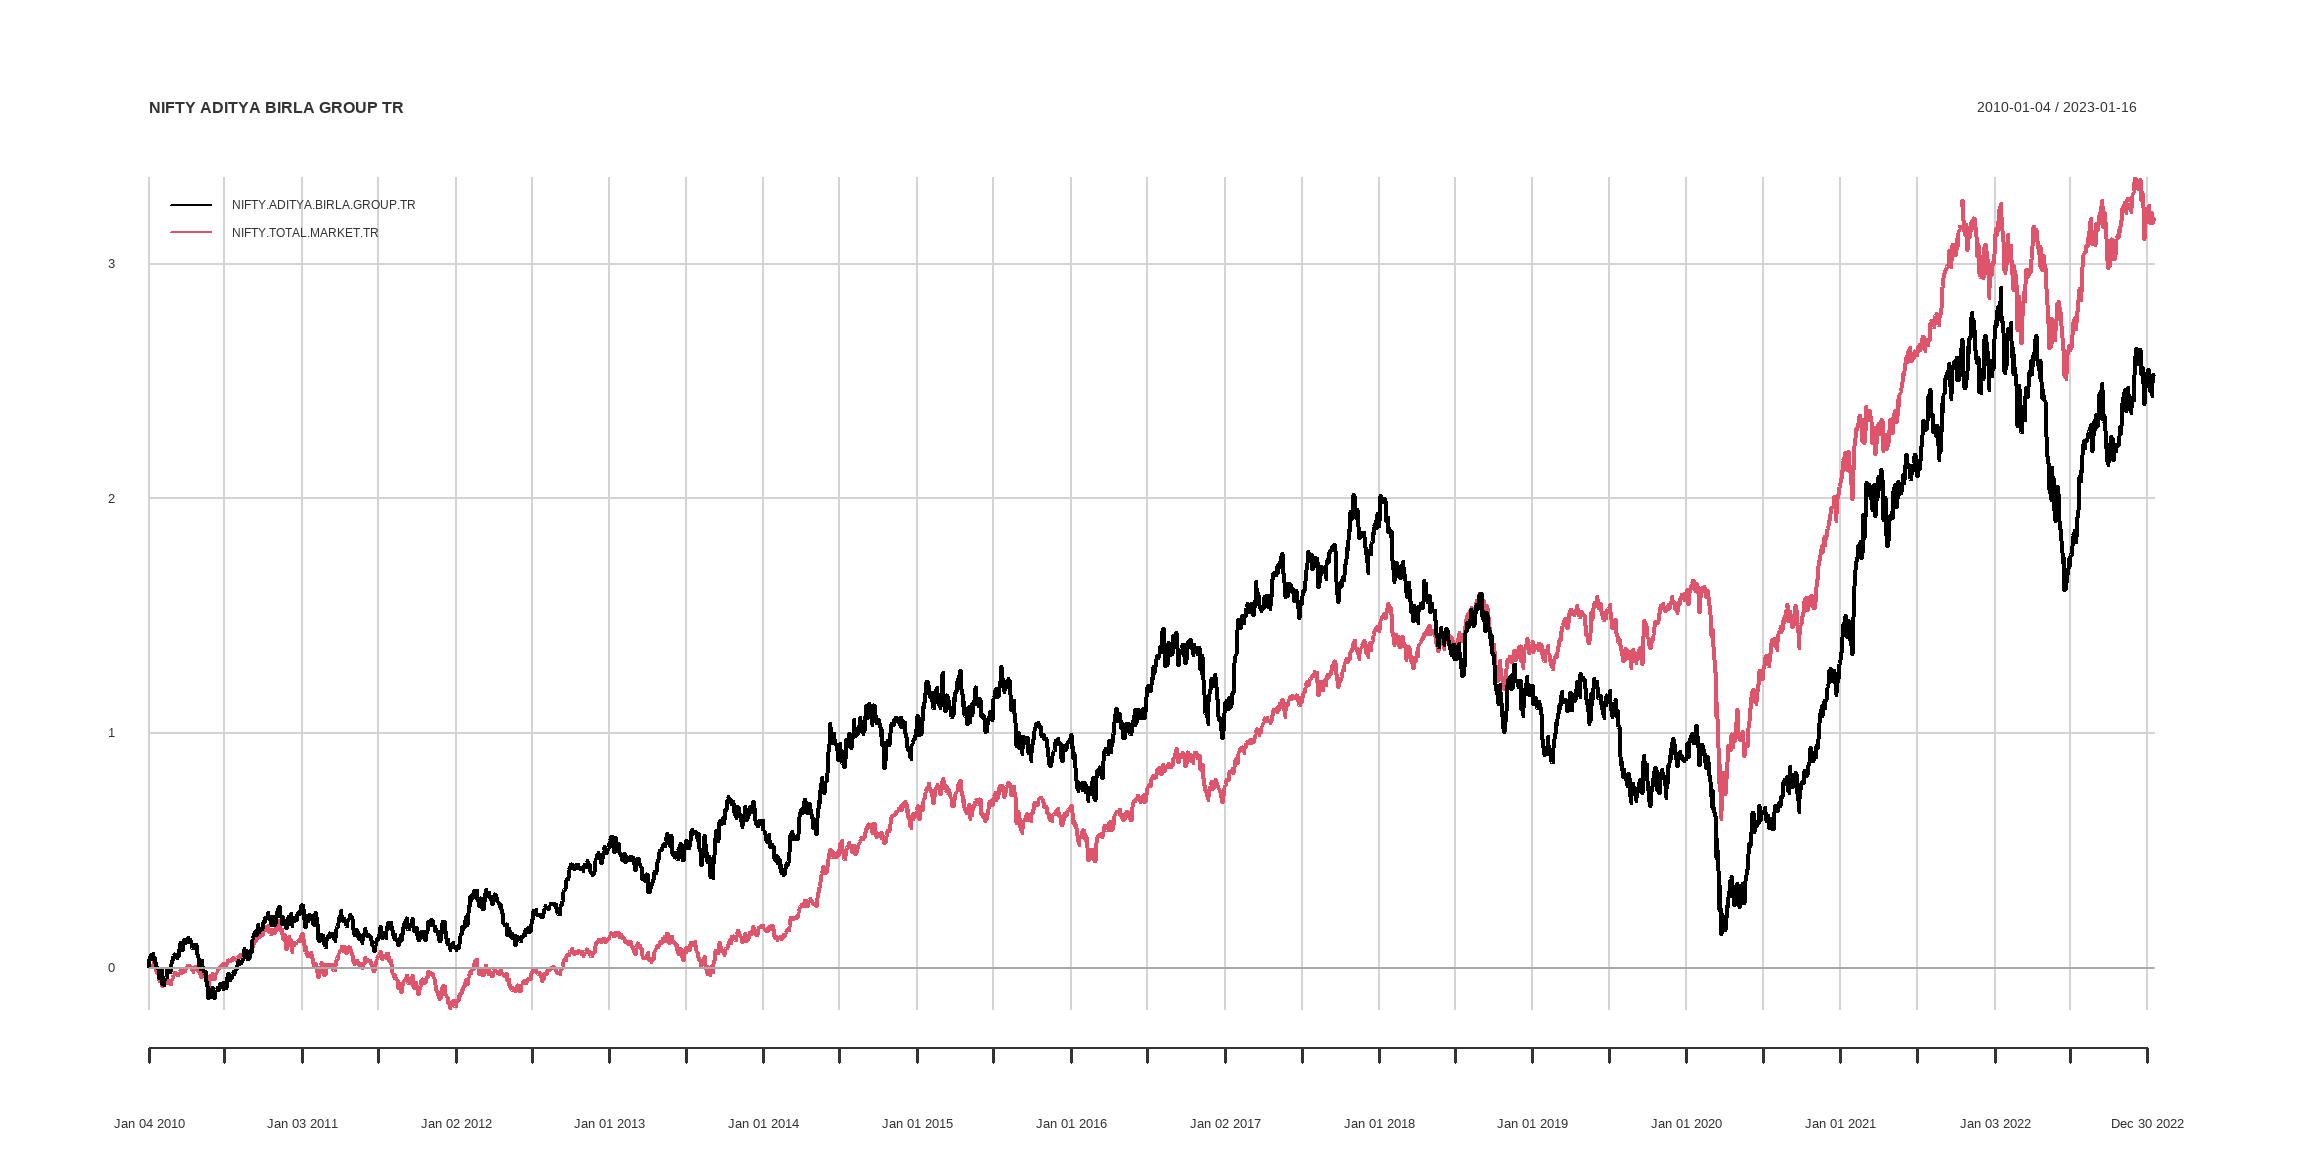 NIFTY ADITYA BIRLA GROUP TR
2010-01-04 / 2023-01-16
NIFTY.ADITYA.BIRLA.GROUP.TR
NIFTY.TOTAL.MARKET.TR
3
2
1
0
Jan 04 2010 Jan 03 2011 Jan 02 2012 Jan 01 2013 Jan 01 2014 Jan 01 2015 Jan 01 2016 Jan 02 2017 Jan 01 2018 Jan 01 2019 Jan 01 2020 Jan 01 2021 Jan 03 2022 Dec 30 2022